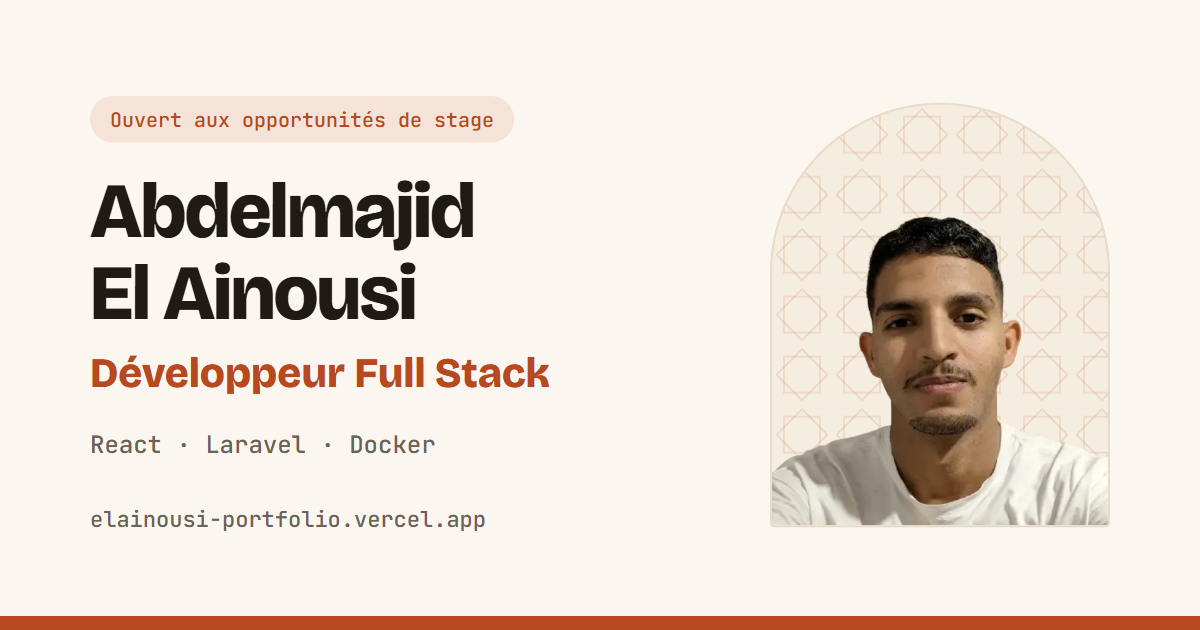 Ouvert aux opportunités de stage
Abdelmajid
El Ainousi
Développeur Full Stack
React · Laravel · Docker
elainousi-portfolio.vercel.app